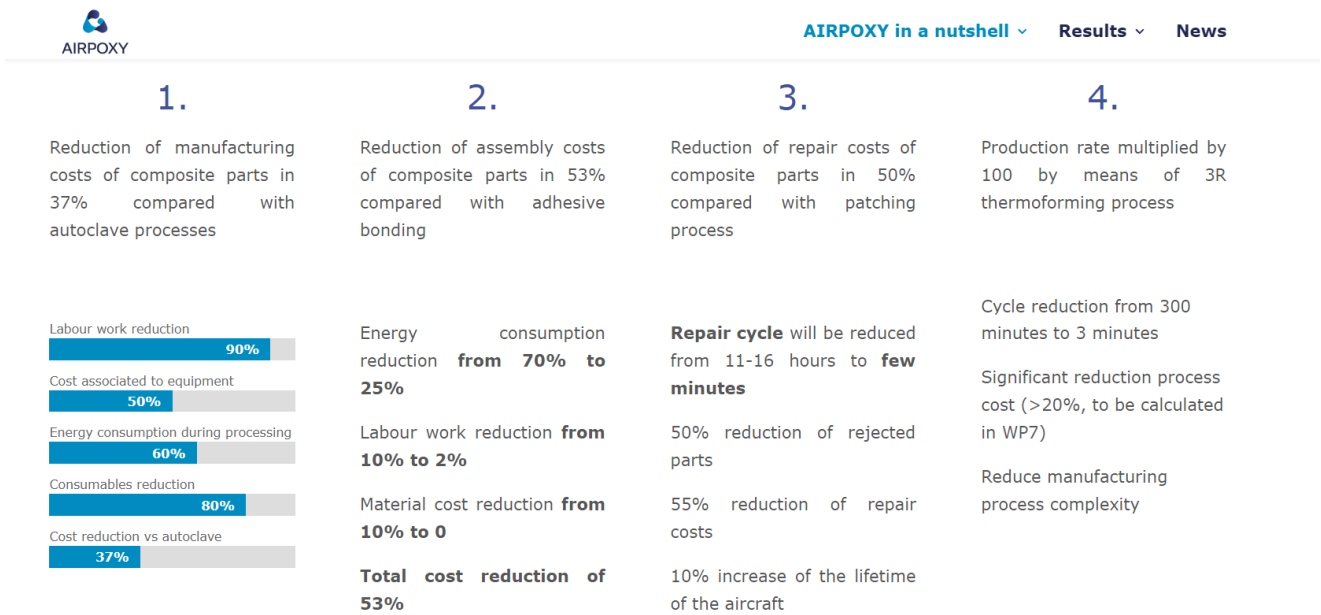 AIRPOXY
AIRPOXY in a nutshell
Results
News
1.
Reduction of manufacturing
costs of composite parts in
37% compared with
autoclave processes
Labour work reduction
90%
Cost associated to equipment
50%
Energy consumption during processing
60%
Consumables reduction
80%
Cost reduction vs autoclave
37%
2.
Reduction of assembly costs
of composite parts in 53%
compared with adhesive
bonding
Energy consumption
reduction from 70% to
25%
Labour work reduction from
10% to 2%
Material cost reduction from
10% to 0
Total cost reduction of
53%
3.
Reduction of repair costs of
composite parts in 50%
compared with patching
process
Repair cycle will be reduced
from 11-16 hours to few
minutes
50% reduction of rejected
parts
55% reduction of repair
costs
10% increase of the lifetime
of the aircraft
4.
Production rate multiplied by
100 by means of 3R
thermoforming process
Cycle reduction from 300
minutes to 3 minutes
Significant reduction process
cost (>20%, to be calculated
in WP7)
Reduce manufacturing
process complexity